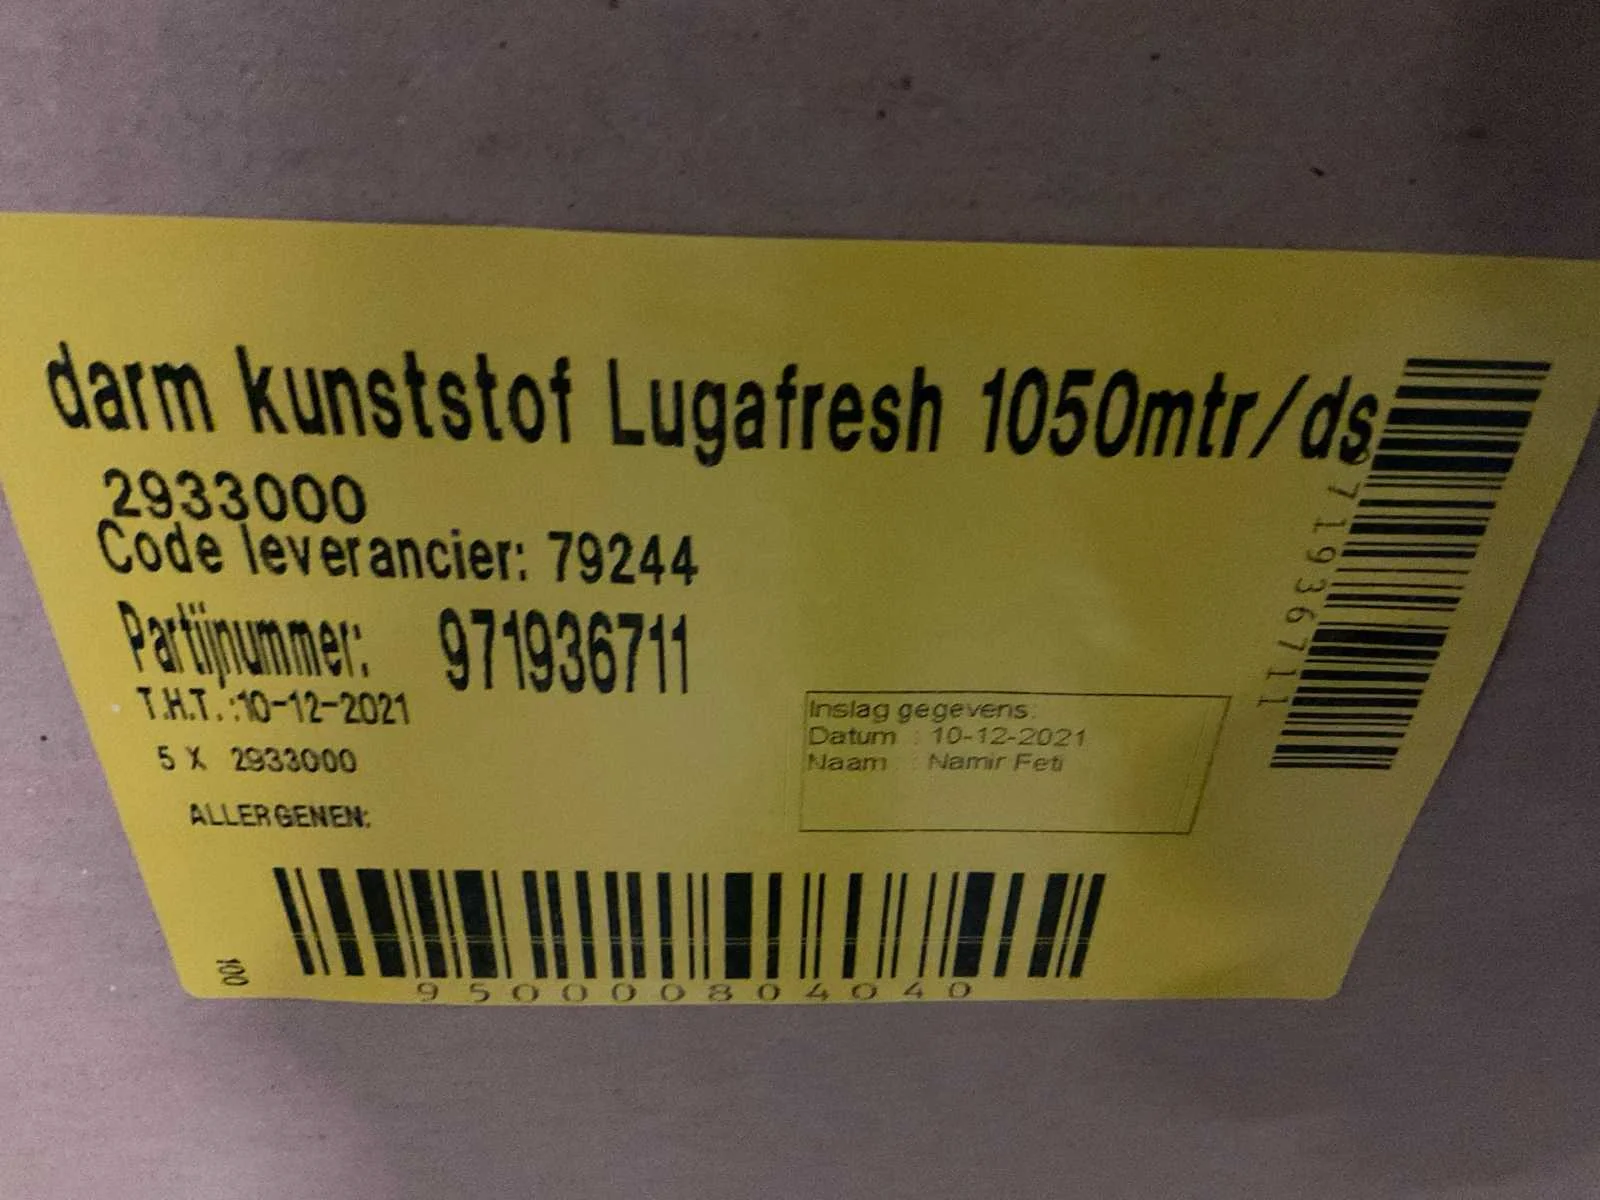 darm kunststof Lugafresh 1050mtr/ds
2933000
Code leverancier: 79244
Partijnummer: 971936711
T.H.T. :10-12-2021
5 X 2933000
ALLERGENEN:
Inslag gegevens:
Datum : 10-12-2021
Naam : Namir Feti
971936711
100
95000804040